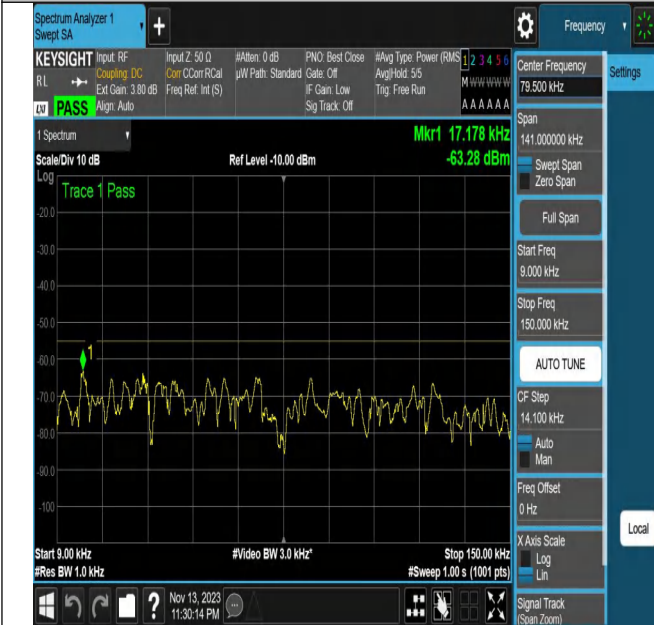 Spectrum Analyzer 1
Swept SA
+
Frequency
KEYSIGHT
RL
LXI PASS
Input: RF
Coupling: DC
Ext Gain: 3.80 dB
Align: Auto
Input Z: 50 Ω
Corr CCorr RCal
Freq Ref: Int (S)
#Atten: 0 dB
µW Path: Standard
PNO: Best Close
Gate: Off
IF Gain: Low
Sig Track: Off
#Avg Type: Power (RMS
Avg|Hold: 5/5
Trig: Free Run
1 2 3 4 5 6
M W W W W W
A A A A A A
1 Spectrum
Scale/Div 10 dB
Ref Level -10.00 dBm
Mkr1 17.178 kHz
-63.28 dBm
Log
Trace 1 Pass
-20.0
-30.0
-40.0
-50.0
-60.0
-70.0
-80.0
-90.0
-100
1
Start 9.00 kHz
#Res BW 1.0 kHz
#Video BW 3.0 kHz*
Stop 150.00 kHz
#Sweep 1.00 s (1001 pts)
Nov 13, 2023
11:30:14 PM
?
Center Frequency
79.500 kHz
Settings
Span
141.000000 kHz
Swept Span
Zero Span
Full Span
Start Freq
9.000 kHz
Stop Freq
150.000 kHz
AUTO TUNE
CF Step
14.100 kHz
Auto
Man
Freq Offset
0 Hz
X Axis Scale
Log
Lin
Local
Signal Track
(Span Zoom)